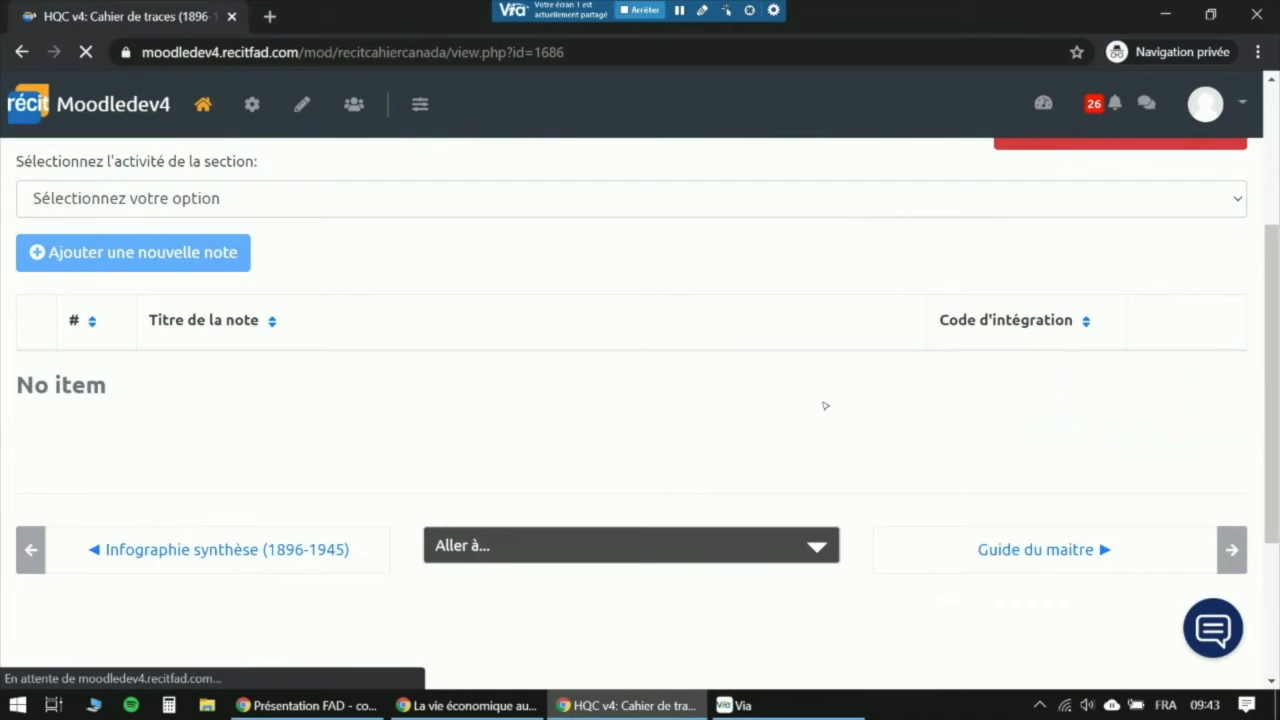 HQC v4: Cahier de traces (1896-1
Via
Votre écran 1 est
actuellement partagé
Arrêter
moodledev4.recitfad.com/mod/recitcahiercanada/view.php?id=1686
Navigation privée
récit Moodledev4
26
Sélectionnez l'activité de la section:
Sélectionnez votre option
Ajouter une nouvelle note
#
Titre de la note
Code d'intégration
No item
◀ Infographie synthèse (1896-1945)
Aller à...
Guide du maitre ▶
En attente de moodledev4.recitfad.com...
Présentation FAD - co...
La vie économique au...
HQC v4: Cahier de tra...
Via Via
FRA
09:43